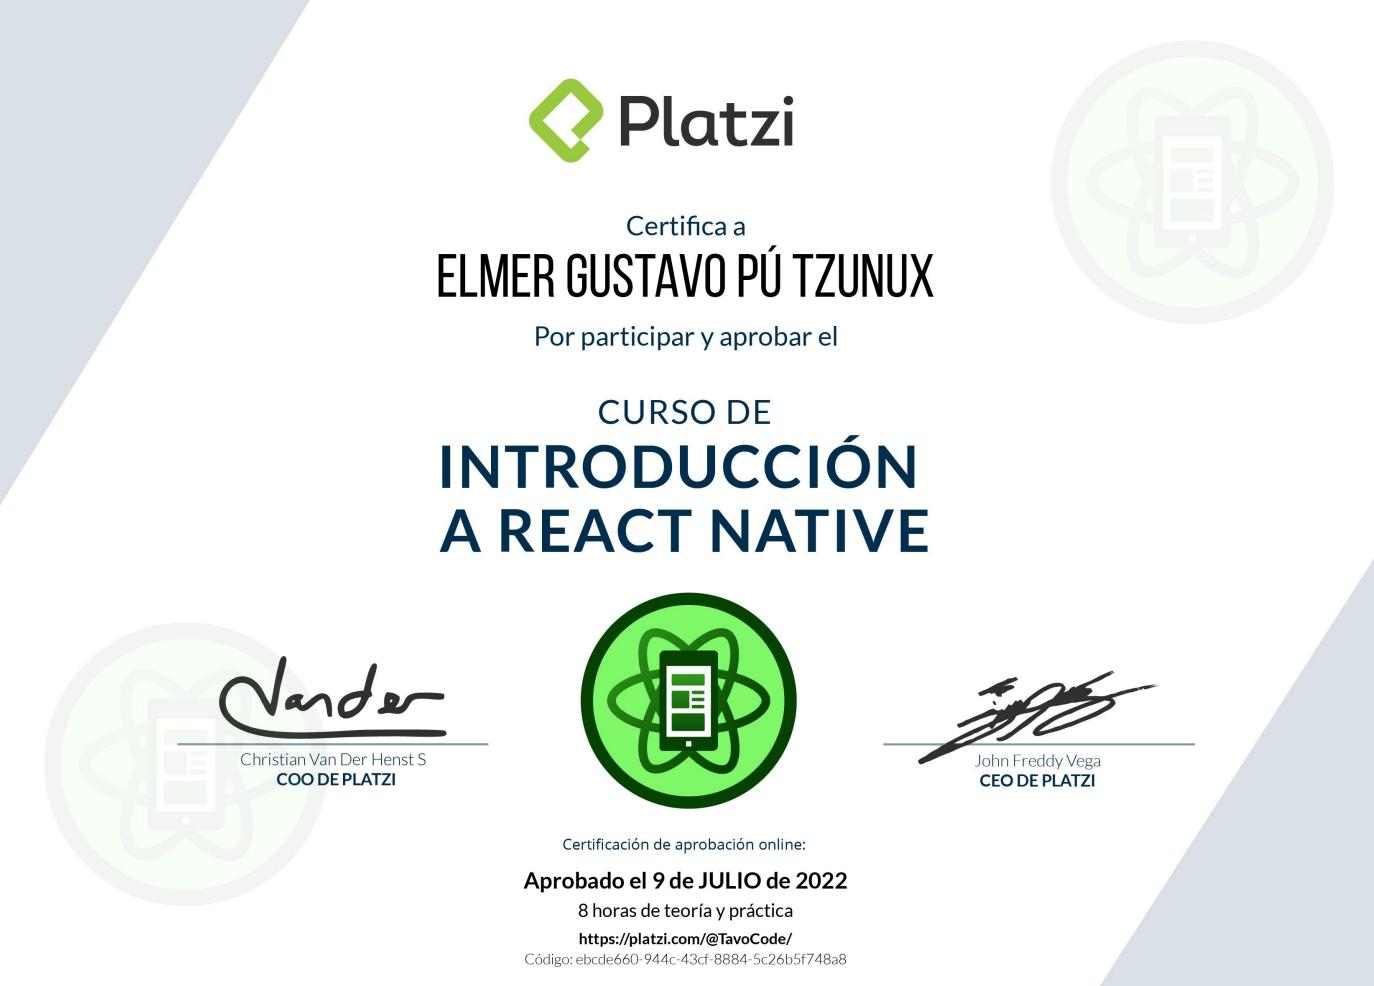 Platzi
Certifica a
ELMER GUSTAVO PÚ TZUNUX
Por participar y aprobar el
CURSO DE
INTRODUCCIÓN
A REACT NATIVE
Vander
Christian Van Der Henst S
COO DE PLATZI
John Freddy Vega
CEO DE PLATZI
Certificación de aprobación online:
Aprobado el 9 de JULIO de 2022
8 horas de teoría y práctica
https://platzi.com/@TavoCode/
Código: ebcde660-944c-43cf-8884-5c26b5f748a8